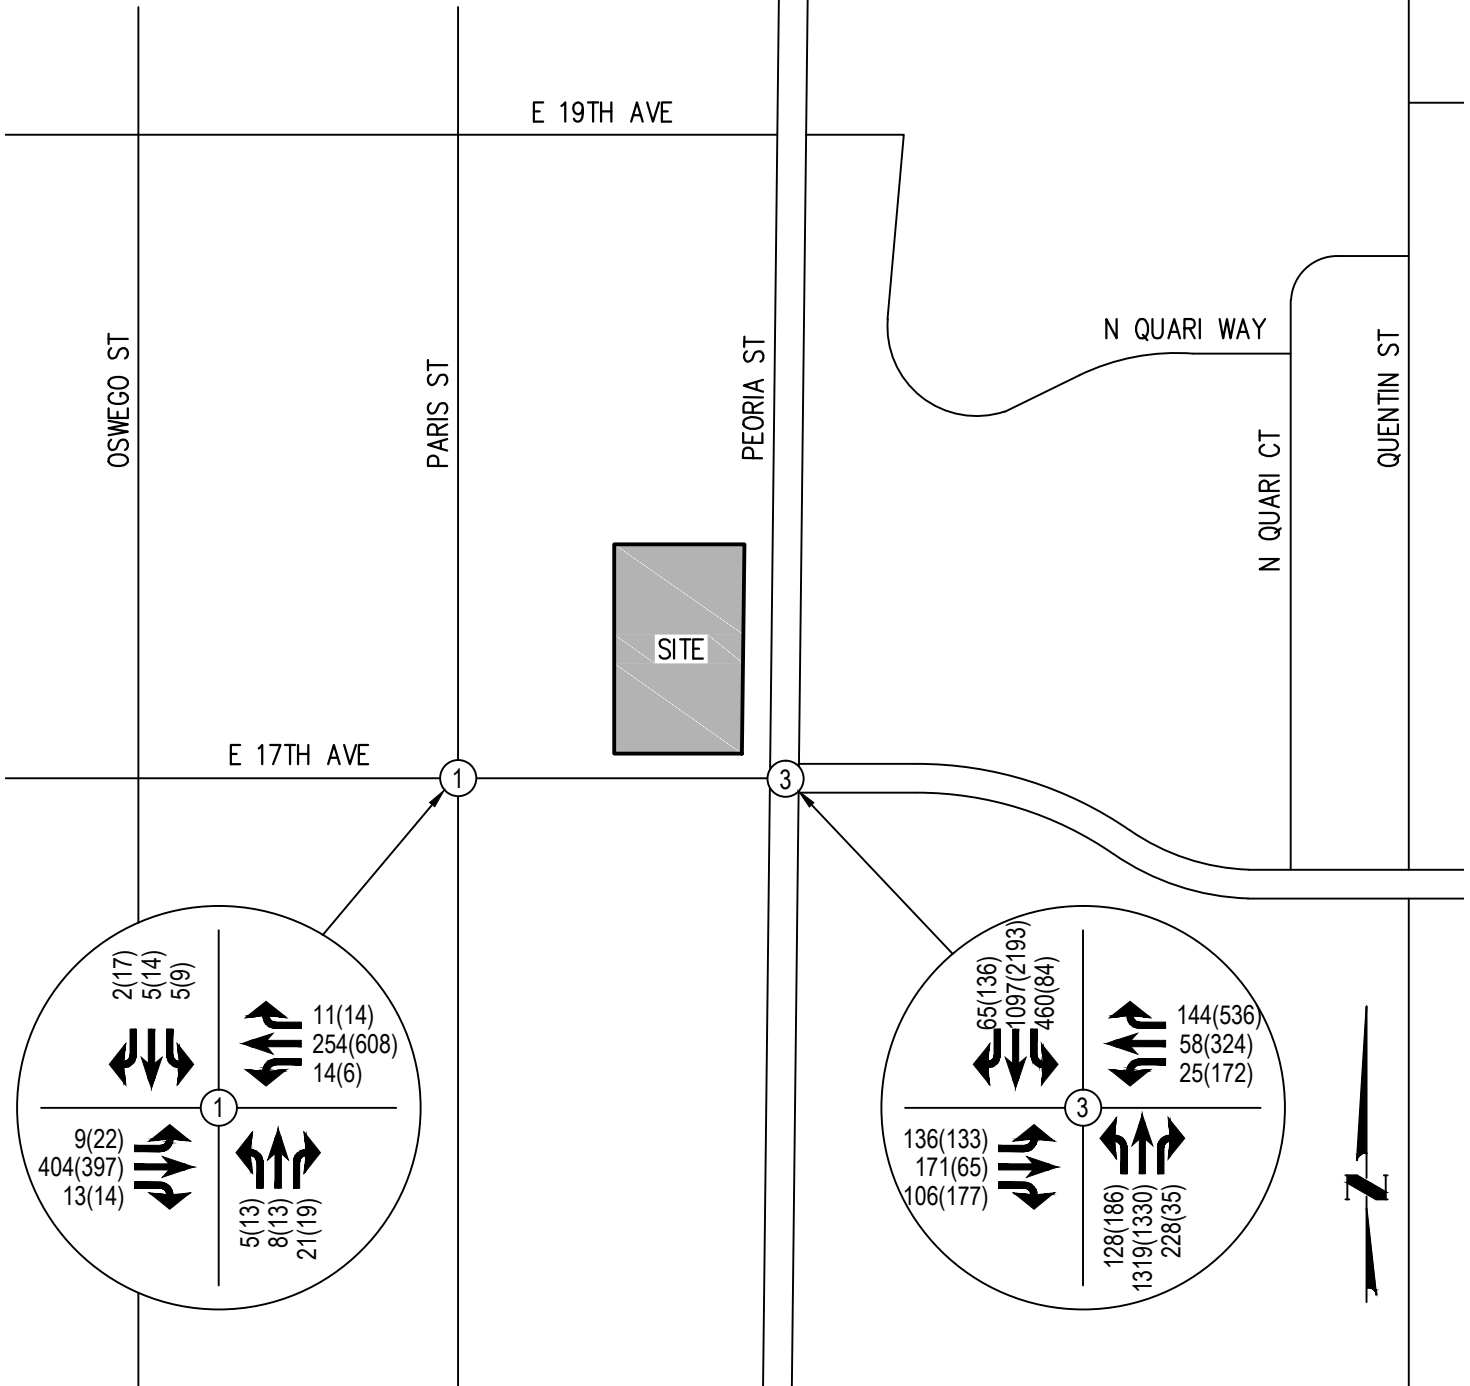 E 19TH AVE
OSWEGO ST
PARIS ST
PEORIA ST
N QUARI WAY
N QUARI CT
QUENTIN ST
SITE
E 17TH AVE
1
3
2(17)
5(14)
5(9)
11(14)
254(608)
14(6)
1
9(22)
404(397)
13(14)
5(13)
8(13)
21(19)
65(136)
1097(2193)
460(84)
144(536)
58(324)
25(172)
3
136(133)
171(65)
106(177)
128(186)
1319(1330)
228(35)
N